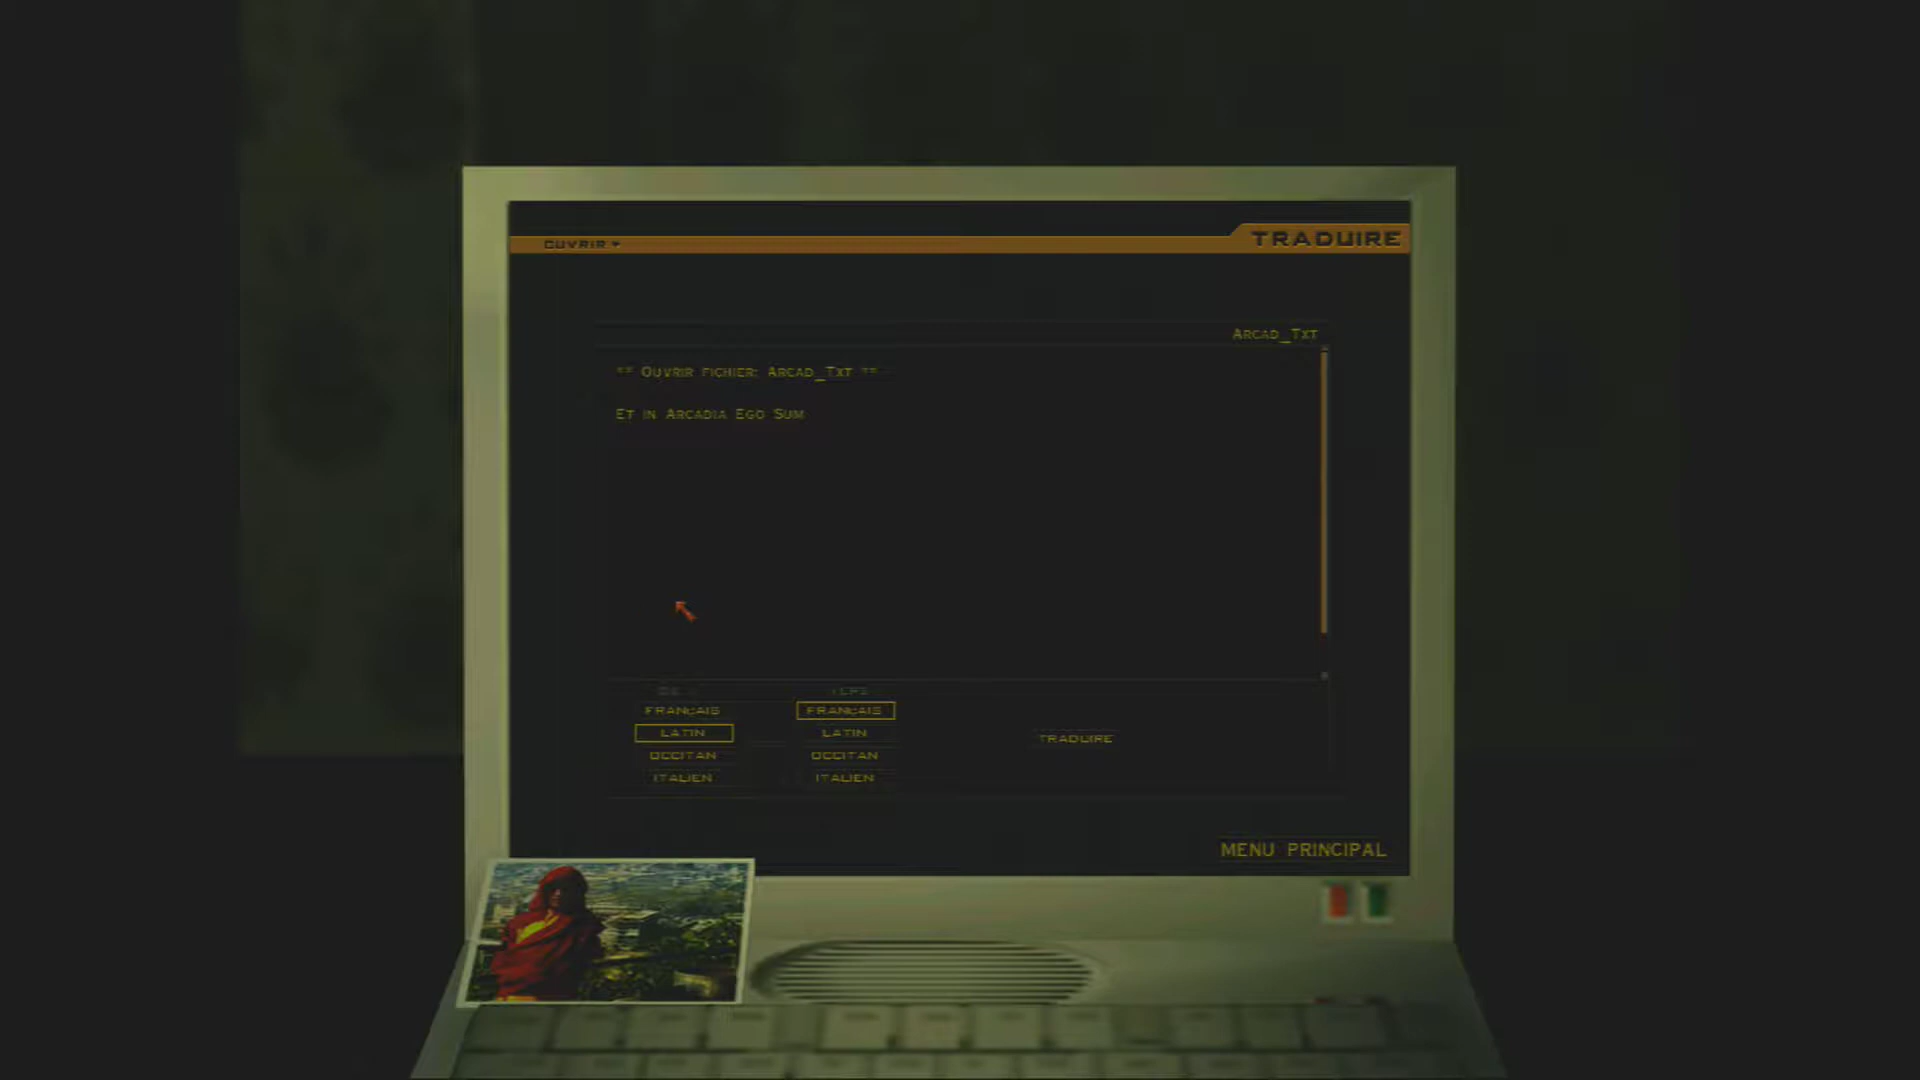 OUVRIR
TRADUIRE
ARCAD_TXT
** OUVRIR FICHIER: ARCAD_TXT **
ET IN ARCADIA EGO SUM
FRANÇAIS FRANÇAIS
LATIN LATIN
OCCITAN OCCITAN
ITALIEN ITALIEN
TRADUIRE
MENU PRINCIPAL